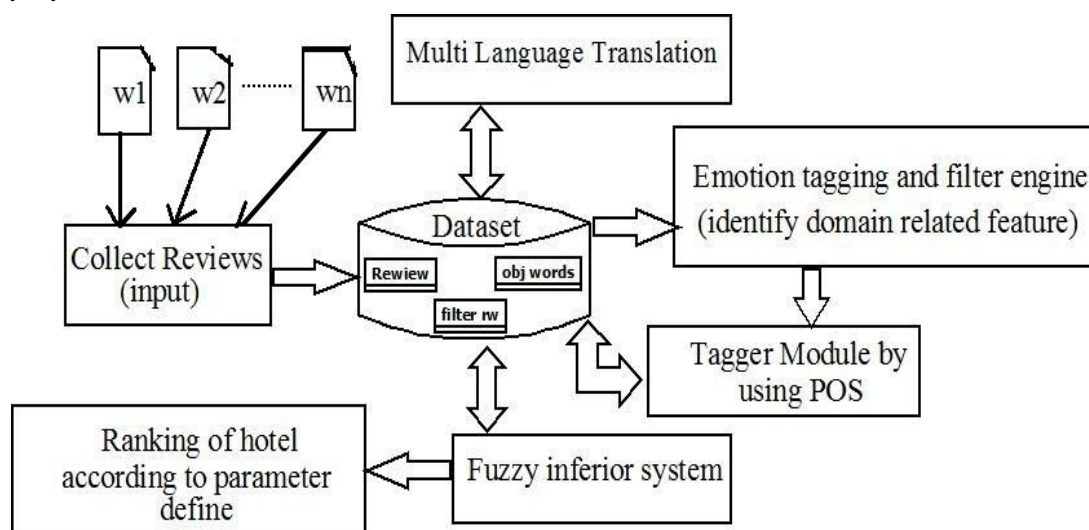 Multi Language Translation
w1
w2
wn
Emotion tagging and filter engine
(identify domain related feature)
Dataset
Collect Reviews
(input)
Rewiew
obj words
filter rw
Tagger Module by
using POS
Ranking of hotel
according to parameter
define
Fuzzy inferior system